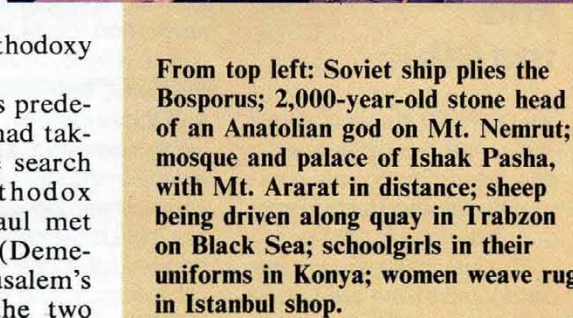 thodoxy
s prede-
had tak-
search
thodox
aul met
(Deme-
usalem's
he two
From top left: Soviet ship plies the
Bosporus; 2,000-year-old stone head
of an Anatolian god on Mt. Nemrut;
mosque and palace of Ishak Pasha,
with Mt. Ararat in distance; sheep
being driven along quay in Trabzon
on Black Sea; schoolgirls in their
uniforms in Konya; women weave rug
in Istanbul shop.